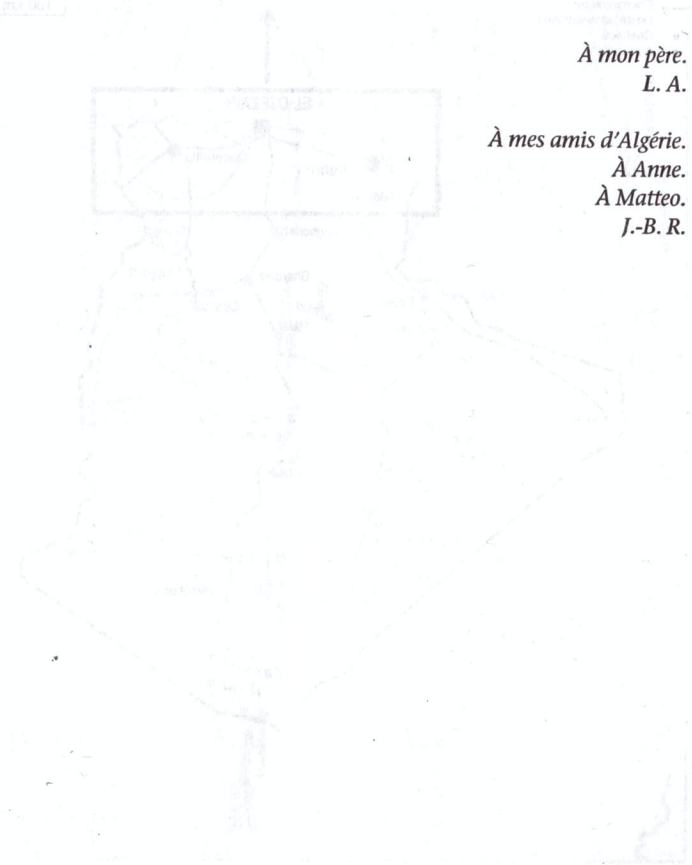 À mon père.
L. A.
À mes amis d'Algérie.
À Anne.
À Matteo.
J.-B. R.